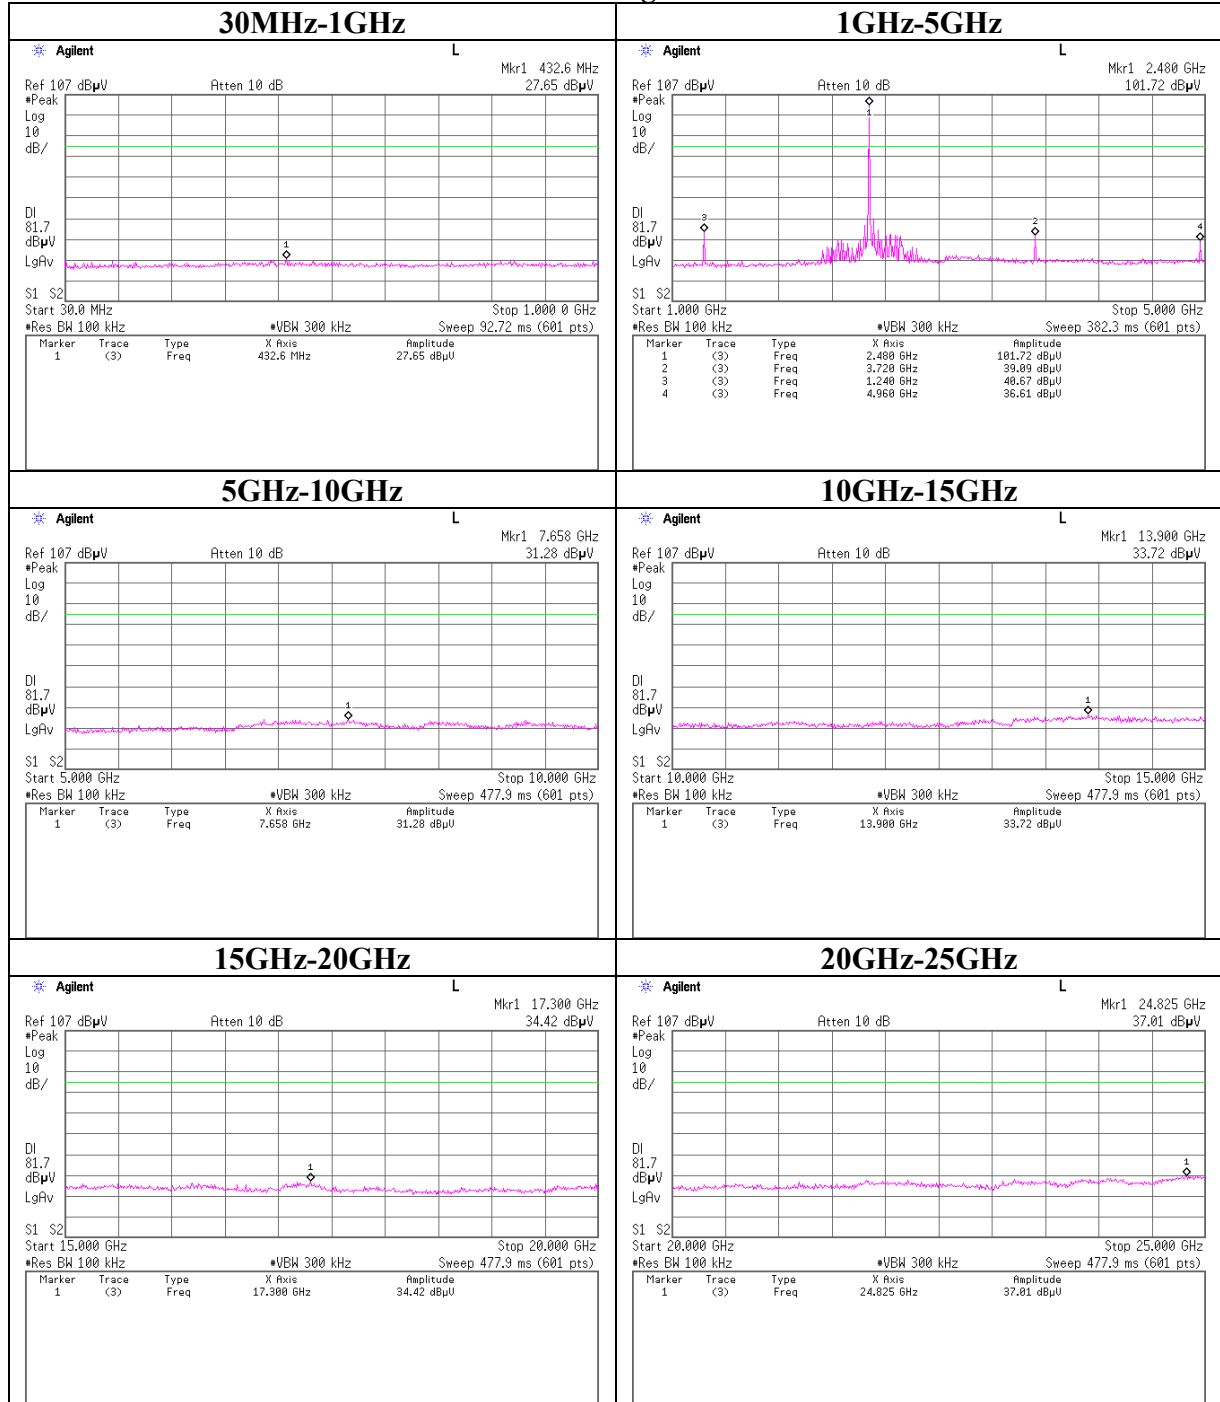 30MHz-1GHz
Agilent L
Mkr1 432.6 MHz
Ref 107 dBµV Atten 10 dB 27.65 dBµV
#Peak
Log
10
dB/
1
DI
81.7
dBµV
LgAv
S1 S2
Start 30.0 MHz Stop 1.000 0 GHz
#Res BW 100 kHz #VBW 300 kHz Sweep 92.72 ms (601 pts)
Marker Trace Type X Axis Amplitude
1 (3) Freq 432.6 MHz 27.65 dBµV
1GHz-5GHz
Agilent L
Mkr1 2.480 GHz
Ref 107 dBµV Atten 10 dB 101.72 dBµV
#Peak
Log
10
dB/
1
3 2 4
DI
81.7
dBµV
LgAv
S1 S2
Start 1.000 GHz Stop 5.000 GHz
#Res BW 100 kHz #VBW 300 kHz Sweep 382.3 ms (601 pts)
Marker Trace Type X Axis Amplitude
1 (3) Freq 2.480 GHz 101.72 dBµV
2 (3) Freq 3.720 GHz 39.09 dBµV
3 (3) Freq 1.240 GHz 40.67 dBµV
4 (3) Freq 4.960 GHz 36.61 dBµV
5GHz-10GHz
Agilent L
Mkr1 7.658 GHz
Ref 107 dBµV Atten 10 dB 31.28 dBµV
#Peak
Log
10
dB/
DI
81.7
1
dBµV
LgAv
S1 S2
Start 5.000 GHz Stop 10.000 GHz
#Res BW 100 kHz #VBW 300 kHz Sweep 477.9 ms (601 pts)
Marker Trace Type X Axis Amplitude
1 (3) Freq 7.658 GHz 31.28 dBµV
10GHz-15GHz
Agilent L
Mkr1 13.900 GHz
Ref 107 dBµV Atten 10 dB 33.72 dBµV
#Peak
Log
10
dB/
DI
81.7
1
dBµV
LgAv
S1 S2
Start 10.000 GHz Stop 15.000 GHz
#Res BW 100 kHz #VBW 300 kHz Sweep 477.9 ms (601 pts)
Marker Trace Type X Axis Amplitude
1 (3) Freq 13.900 GHz 33.72 dBµV
15GHz-20GHz
Agilent L
Mkr1 17.300 GHz
Ref 107 dBµV Atten 10 dB 34.42 dBµV
#Peak
Log
10
dB/
DI
81.7
1
dBµV
LgAv
S1 S2
Start 15.000 GHz Stop 20.000 GHz
#Res BW 100 kHz #VBW 300 kHz Sweep 477.9 ms (601 pts)
Marker Trace Type X Axis Amplitude
1 (3) Freq 17.300 GHz 34.42 dBµV
20GHz-25GHz
Agilent L
Mkr1 24.825 GHz
Ref 107 dBµV Atten 10 dB 37.01 dBµV
#Peak
Log
10
dB/
DI
81.7
1
dBµV
LgAv
S1 S2
Start 20.000 GHz Stop 25.000 GHz
#Res BW 100 kHz #VBW 300 kHz Sweep 477.9 ms (601 pts)
Marker Trace Type X Axis Amplitude
1 (3) Freq 24.825 GHz 37.01 dBµV